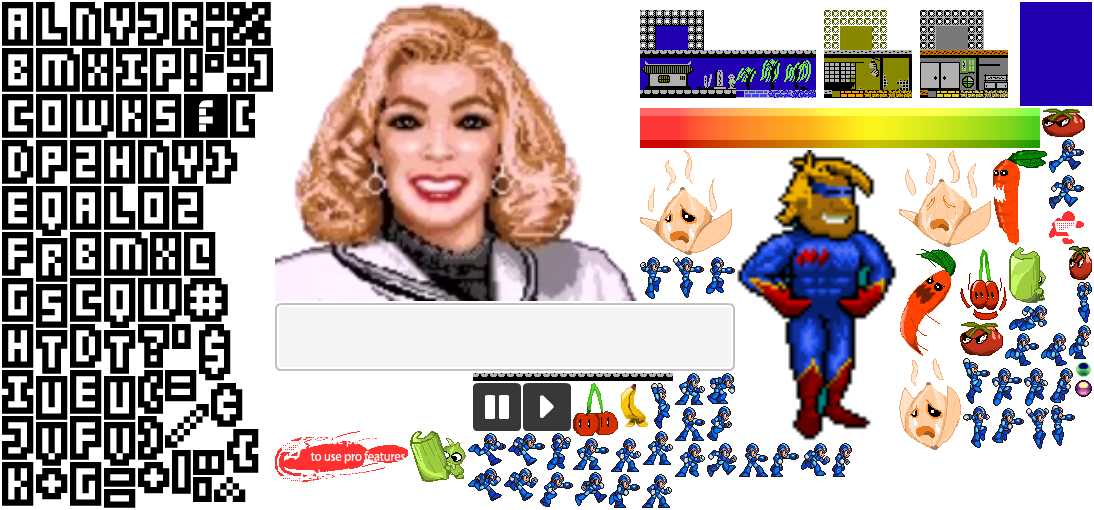 A L N Y ] R %
B M X I P !
C O W K S
D P Z H N Y }
E Q A L O Z
F R B M X [
G S C Q W #
H T D T ? $
I U E U { =
J V F V } /
K + G
to use pro features